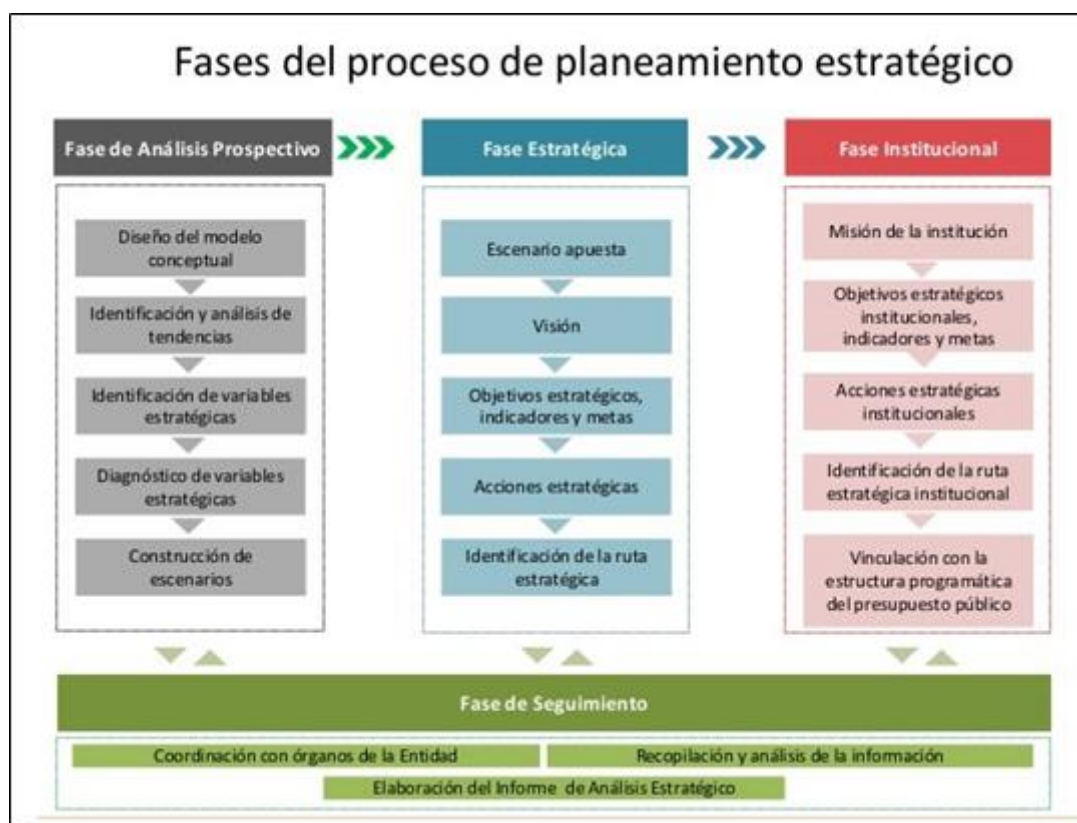 Fases del proceso de planeamiento estratégico
Fase de Análisis Prospectivo
Diseño del modelo
conceptual
Identificación y análisis de
tendencias
Identificación de variables
estratégicas
Diagnóstico de variables
estratégicas
Construcción de
escenarios
Fase Estratégica
Escenario apuesta
Visión
Objetivos estratégicos,
indicadores y metas
Acciones estratégicas
Identificación de la ruta
estratégica
Fase Institucional
Misión de la institución
Objetivos estratégicos
institucionales,
indicadores y metas
Acciones estratégicas
institucionales
Identificación de la ruta
estratégica institucional
Vinculación con la
estructura programática
del presupuesto público
Fase de Seguimiento
Coordinación con órganos de la Entidad
Recopilación y análisis de la información
Elaboración del Informe de Análisis Estratégico